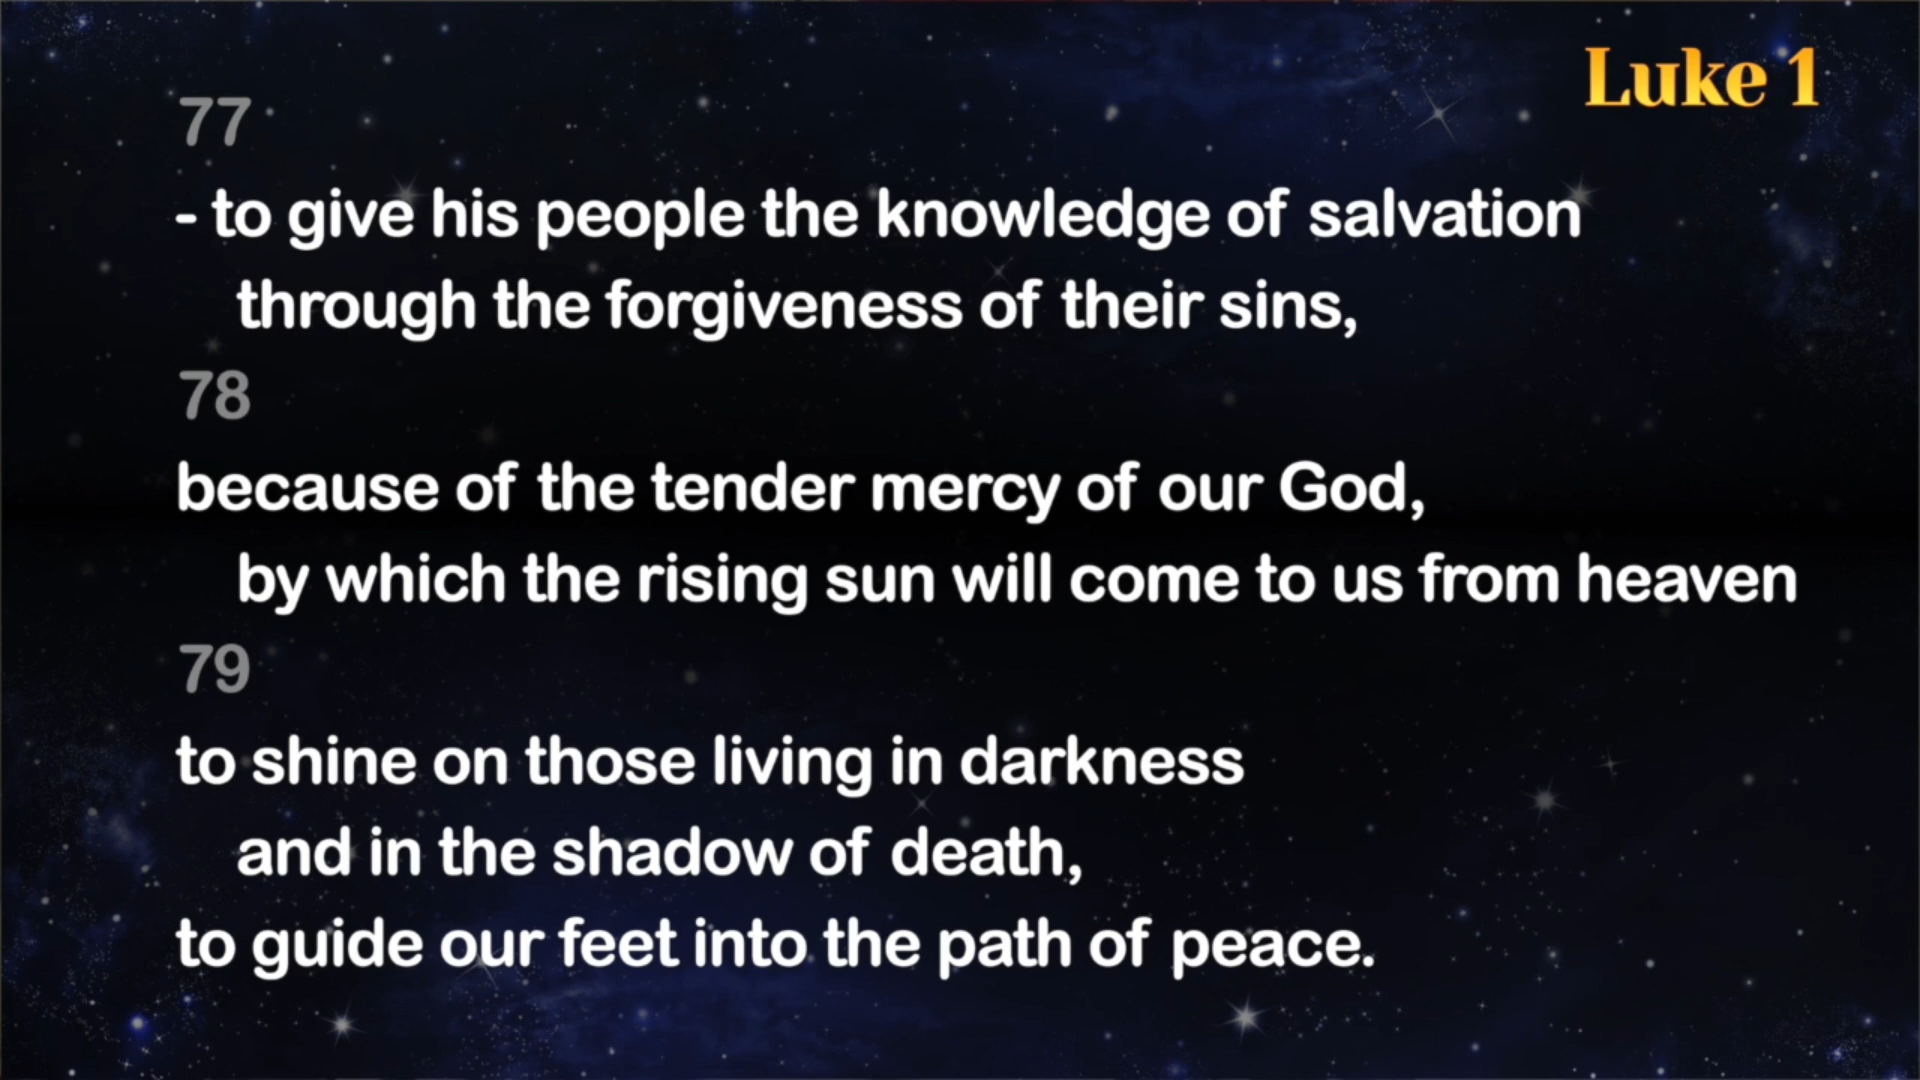 Luke 1
77
- to give his people the knowledge of salvation
through the forgiveness of their sins,
78
because of the tender mercy of our God,
by which the rising sun will come to us from heaven
79
to shine on those living in darkness
and in the shadow of death,
to guide our feet into the path of peace.